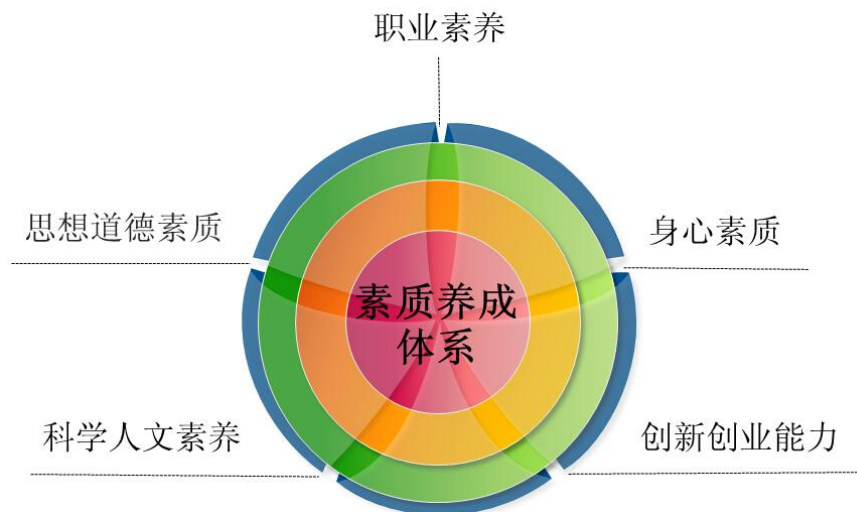 职业素养
思想道德素质
身心素质
素质养成
体系
科学人文素养
创新创业能力